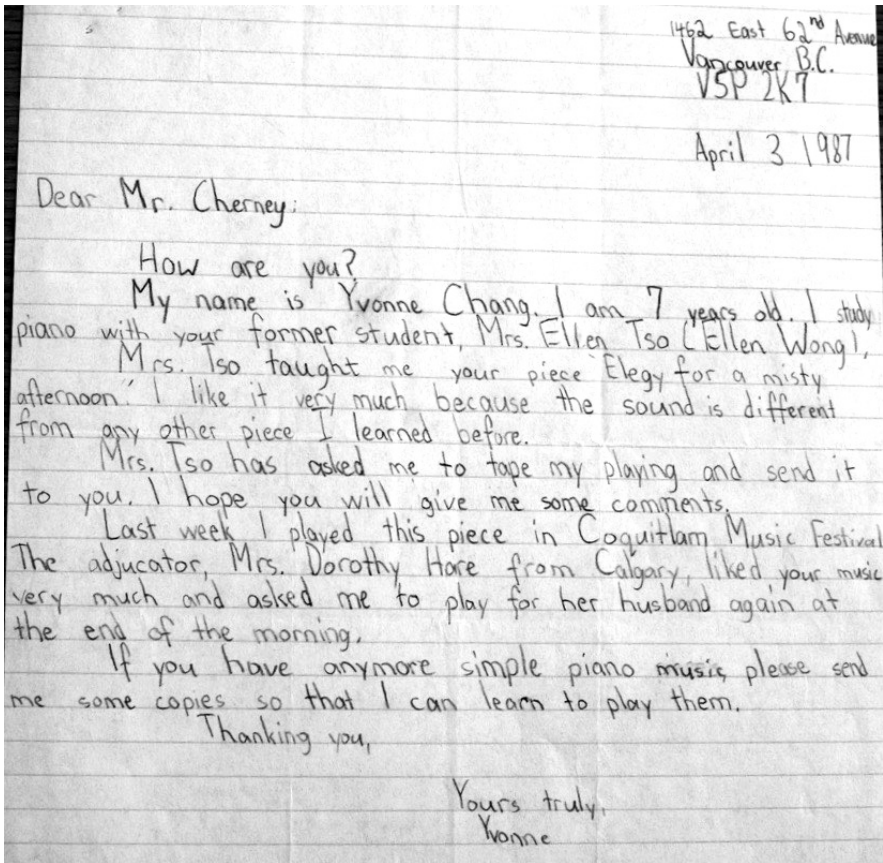 1462 East 62nd Avenue
Vancouver B.C.
V5P 2K7
April 3 1987
Dear Mr. Cherney:
How are you?
My name is Yvonne Chang. I am 7 years old. I study
piano with your former student, Mrs. Ellen Tso (Ellen Wong),
Mrs. Tso taught me your piece "Elegy for a misty
afternoon." I like it very much because the sound is different
from any other piece I learned before.
Mrs. Tso has asked me to tape my playing and send it
to you. I hope you will give me some comments.
Last week I played this piece in Coquitlam Music Festival
The adjucator, Mrs. Dorothy Hare from Calgary, liked your music
very much and asked me to play for her husband again at
the end of the morning.
If you have anymore simple piano music, please send
me some copies so that I can learn to play them.
Thanking you,
Yours truly,
Yvonne